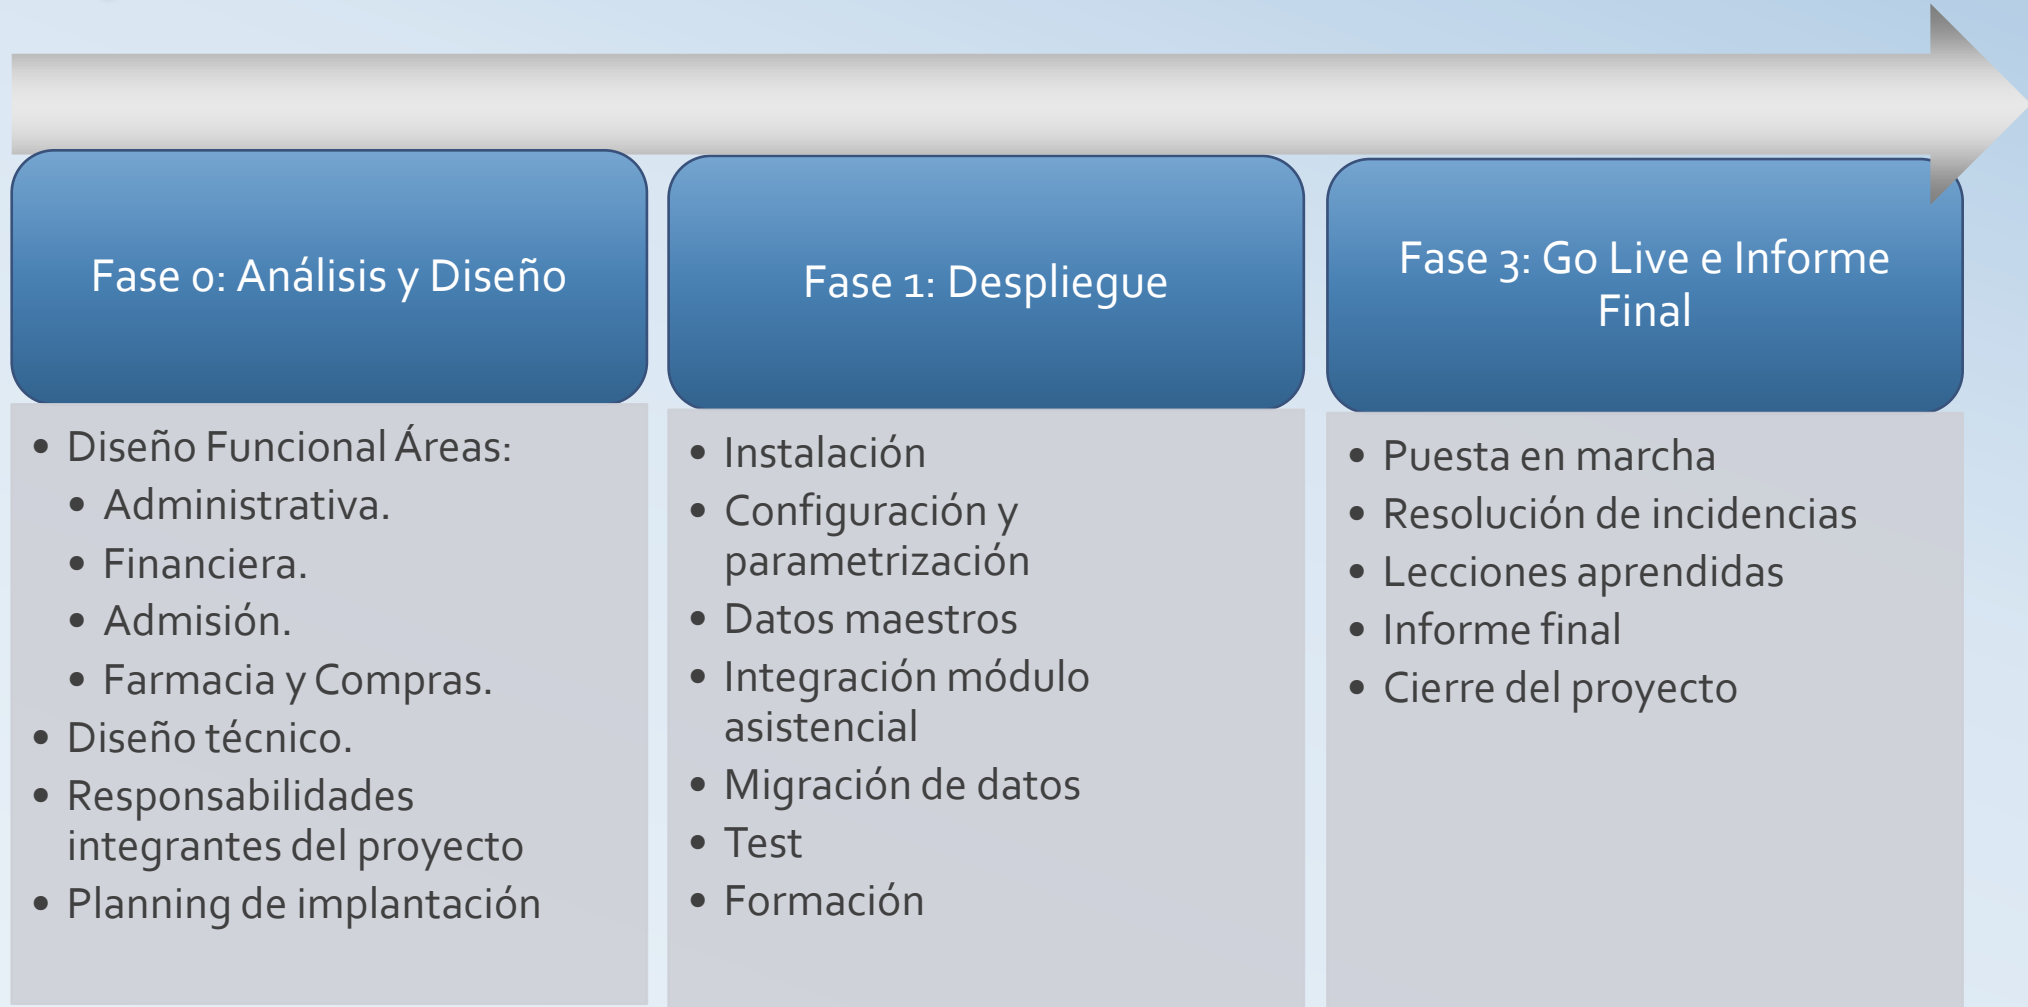 Fase 0: Análisis y Diseño
• Diseño Funcional Áreas:
• Administrativa.
• Financiera.
• Admisión.
• Farmacia y Compras.
• Diseño técnico.
• Responsabilidades
integrantes del proyecto
• Planning de implantación
Fase 1: Despliegue
• Instalación
• Configuración y
parametrización
• Datos maestros
• Integración módulo
asistencial
• Migración de datos
• Test
• Formación
Fase 3: Go Live e Informe
Final
• Puesta en marcha
• Resolución de incidencias
• Lecciones aprendidas
• Informe final
• Cierre del proyecto